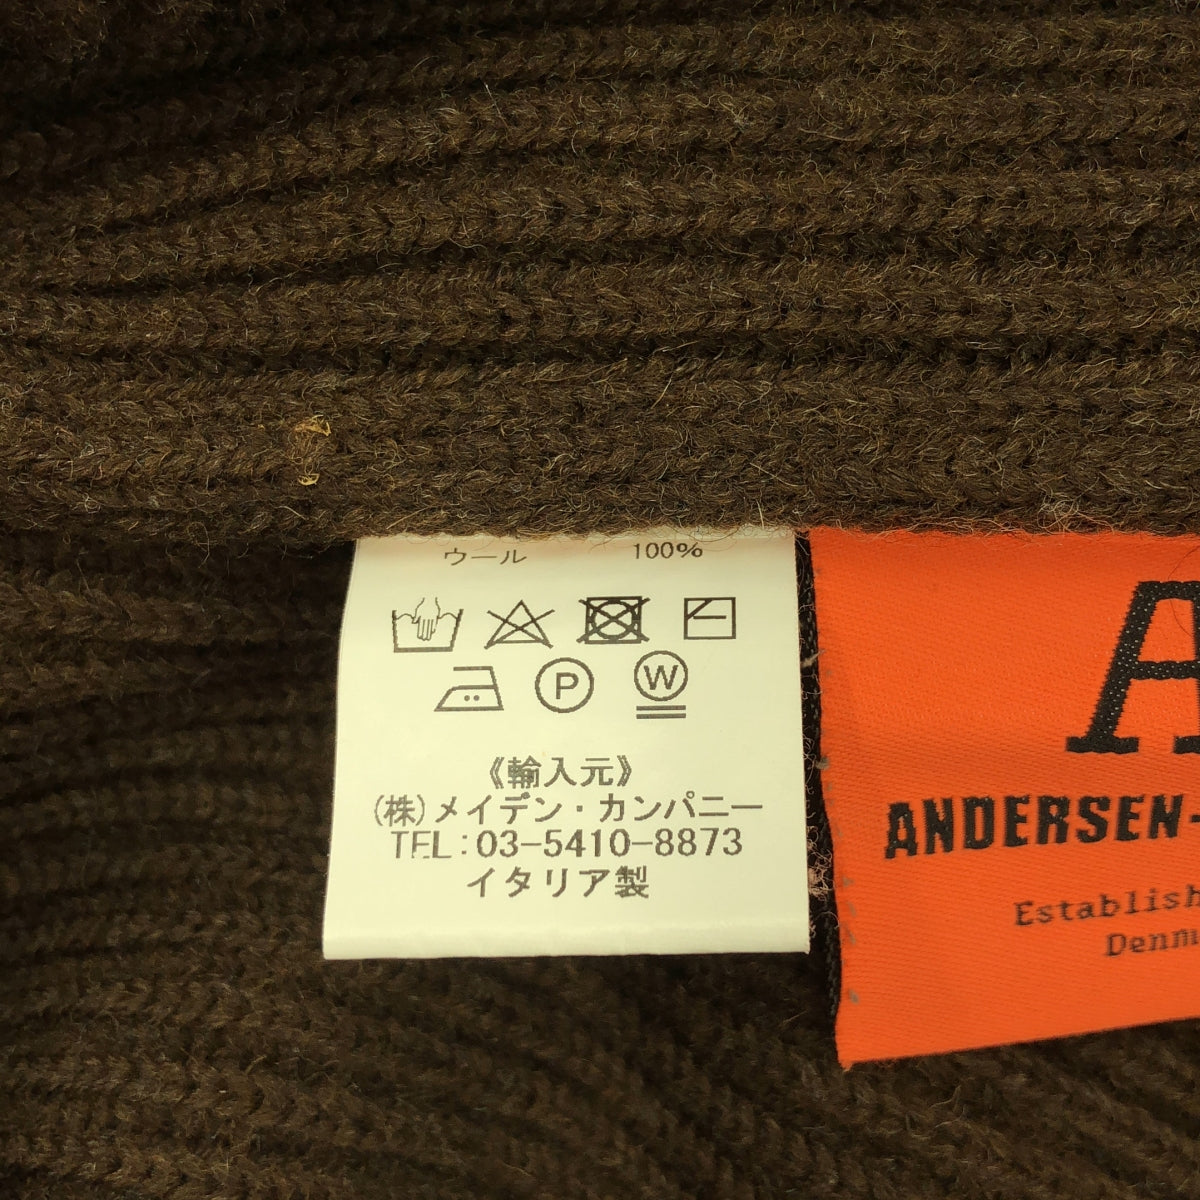 ウール 100%
P W
《輸入元》
(株)メイデン・カンパニー
TEL:03-5410-8873
イタリア製
A
ANDERSEN-
Establish
Denm